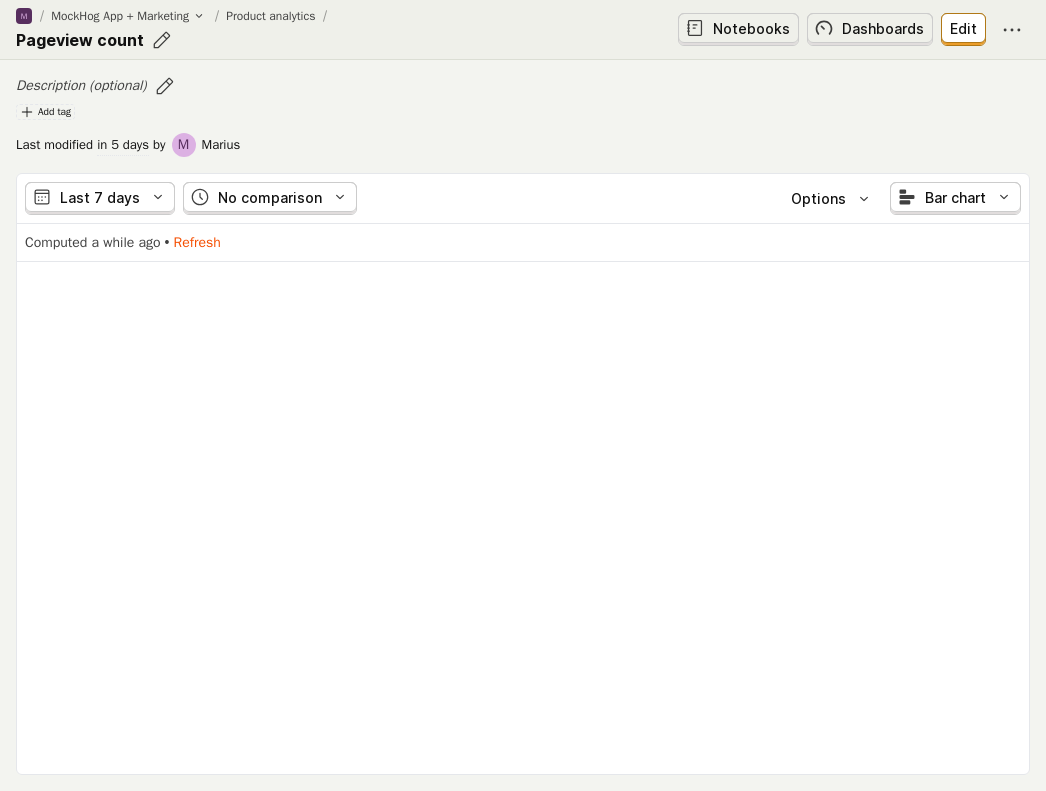 M / MockHog App + Marketing / Product analytics /
Pageview count
Notebooks
Dashboards
Edit
Description (optional)
Add tag
Last modified in 5 days by M Marius
Last 7 days
No comparison
Options
Bar chart
Computed a while ago • Refresh